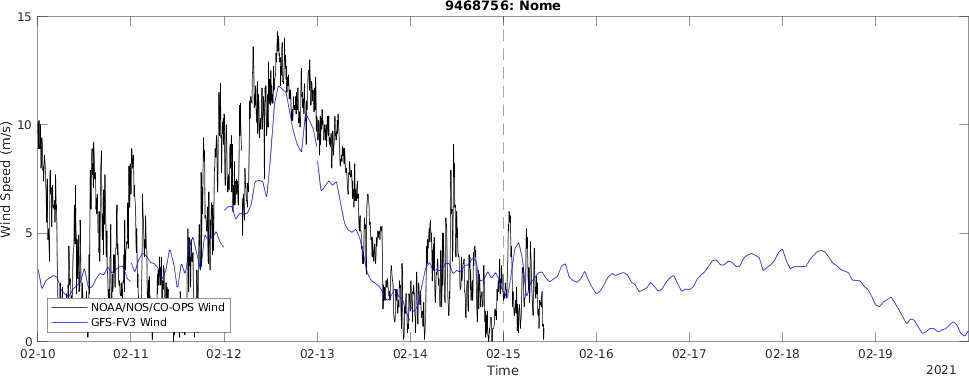 9468756: Nome
15
10
5
0
Wind Speed (m/s)
NOAA/NOS/CO-OPS Wind
GFS-FV3 Wind
02-10 02-11 02-12 02-13 02-14 02-15 02-16 02-17 02-18 02-19
Time
2021